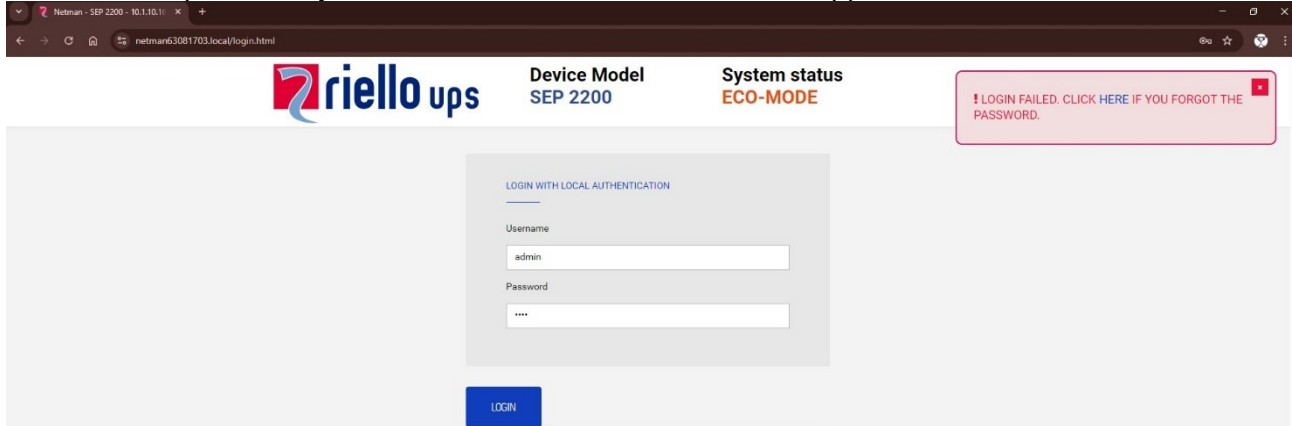 Netman - SEP 2200 - 10.1.10.16
netman63081703.local/login.html
riello ups
Device Model
SEP 2200
System status
ECO-MODE
! LOGIN FAILED. CLICK HERE IF YOU FORGOT THE
PASSWORD.
LOGIN WITH LOCAL AUTHENTICATION
Username
admin
Password
••••
LOGIN